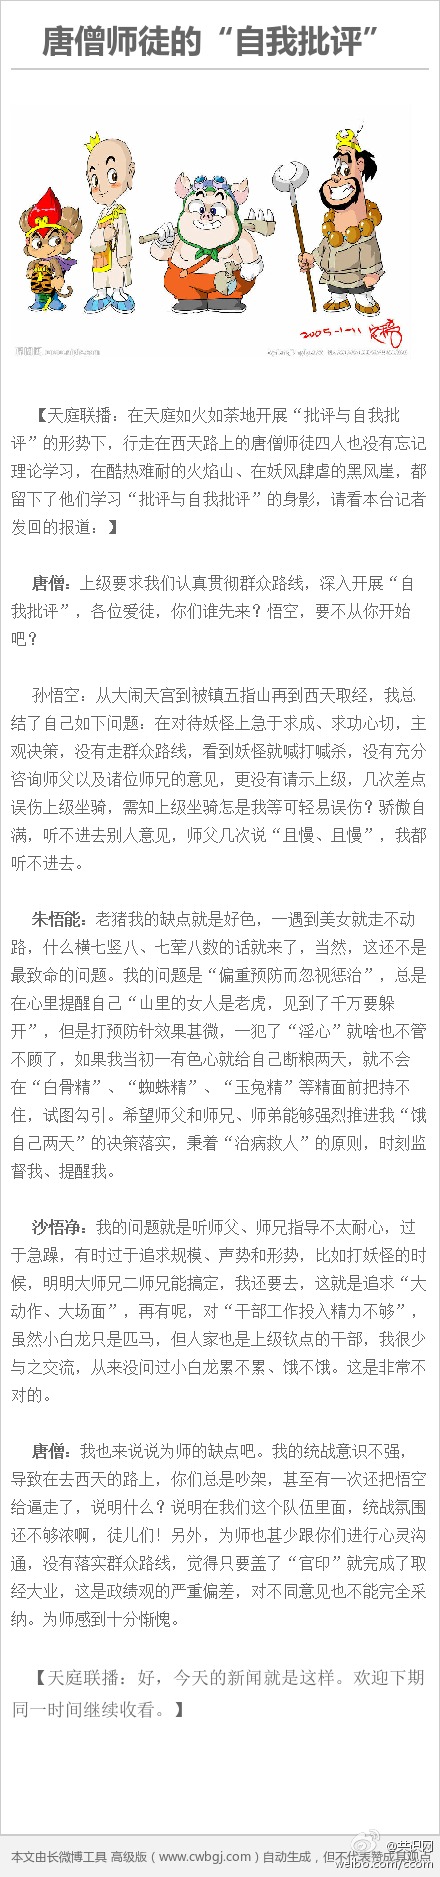 唐僧师徒的“自我批评”
2005-1-11
【天庭联播：在天庭如火如荼地开展“批评与自我批
评”的形势下，行走在西天路上的唐僧师徒四人也没有忘记
理论学习，在酷热难耐的火焰山、在妖风肆虐的黑风崖，都
留下了他们学习“批评与自我批评”的身影，请看本台记者
发回的报道：】
唐僧：上级要求我们认真贯彻群众路线，深入开展“自
我批评”，各位爱徒，你们谁先来？悟空，要不从你开始
吧？
孙悟空：从大闹天宫到被镇五指山再到西天取经，我总
结了自己如下问题：在对待妖怪上急于求成、求功心切，主
观决策，没有走群众路线，看到妖怪就喊打喊杀，没有充分
咨询师父以及诸位师兄的意见，更没有请示上级，几次差点
误伤上级坐骑，需知上级坐骑怎是我等可轻易误伤？骄傲自
满，听不进去别人意见，师父几次说“且慢、且慢”，我都
听不进去。
朱悟能：老猪我的缺点就是好色，一遇到美女就走不动
路，什么横七竖八、七荤八数的话就来了，当然，这还不是
最致命的问题。我的问题是“偏重预防而忽视惩治”，总是
在心里提醒自己“山里的女人是老虎，见到了千万要躲
开”，但是打预防针效果甚微，一犯了“淫心”就啥也不管
不顾了，如果我当初一有色心就给自己断粮两天，就不会
在“白骨精”、“蜘蛛精”、“玉兔精”等精面前把持不
住，试图勾引。希望师父和师兄、师弟能够强烈推进我“饿
自己两天”的决策落实，秉着“治病救人”的原则，时刻监
督我、提醒我。
沙悟净：我的问题就是听师父、师兄指导不太耐心，过
于急躁，有时过于追求规模、声势和形势，比如打妖怪的时
候，明明大师兄二师兄能搞定，我还要去，这就是追求“大
动作、大场面”，再有呢，对“干部工作投入精力不够”，
虽然小白龙只是匹马，但人家也是上级钦点的干部，我很少
与之交流，从来没问过小白龙累不累、饿不饿。这是非常不
对的。
唐僧：我也来说说为师的缺点吧。我的统战意识不强，
导致在去西天的路上，你们总是吵架，甚至有一次还把悟空
给逼走了，说明什么？说明在我们这个队伍里面，统战氛围
还不够浓啊，徒儿们！另外，为师也甚少跟你们进行心灵沟
通，没有落实群众路线，觉得只要盖了“官印”就完成了取
经大业，这是政绩观的严重偏差，对不同意见也不能完全采
纳。为师感到十分惭愧。
【天庭联播：好，今天的新闻就是这样。欢迎下期
同一时间继续收看。】
@共识网
本文由长微博工具 高级版（www.cwbgj.com）自动生成，但不代表赞成其观点
weibo.com/ccom